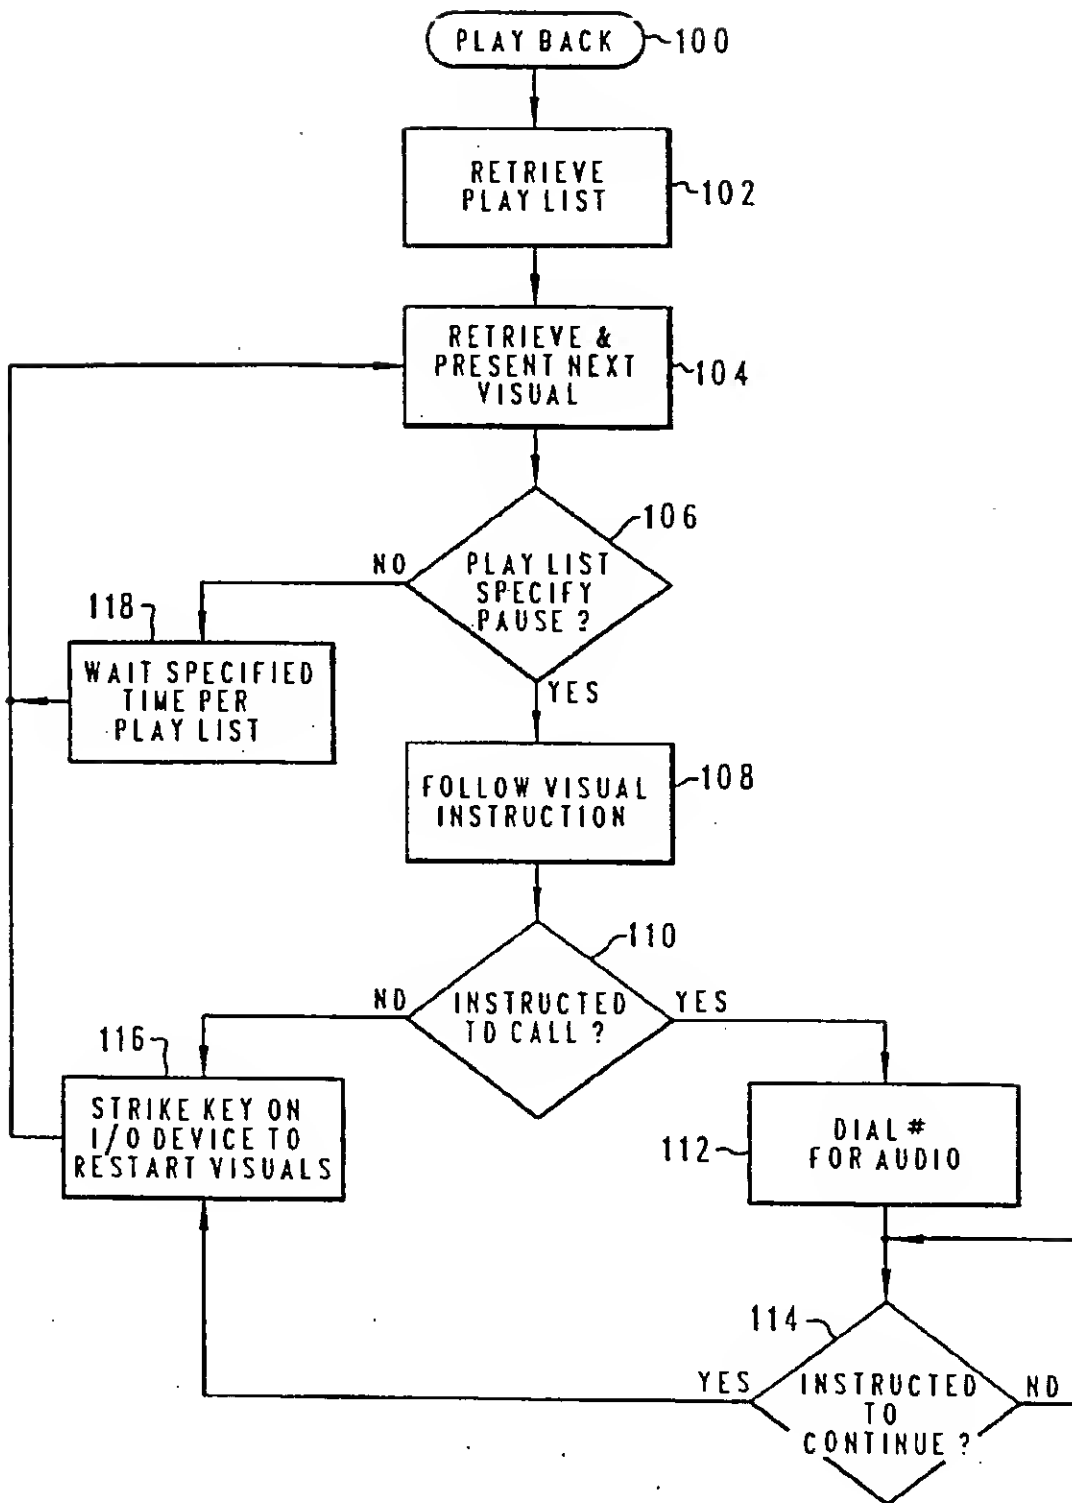 PLAY BACK
100
RETRIEVE
PLAY LIST
102
RETRIEVE &
PRESENT NEXT
VISUAL
104
106
PLAY LIST
SPECIFY
PAUSE ?
NO
YES
118
WAIT SPECIFIED
TIME PER
PLAY LIST
108
FOLLOW VISUAL
INSTRUCTION
110
INSTRUCTED
TO CALL ?
NO
YES
116
STRIKE KEY ON
I/O DEVICE TO
RESTART VISUALS
112
DIAL #
FOR AUDIO
114
INSTRUCTED
TO
CONTINUE ?
YES
NO